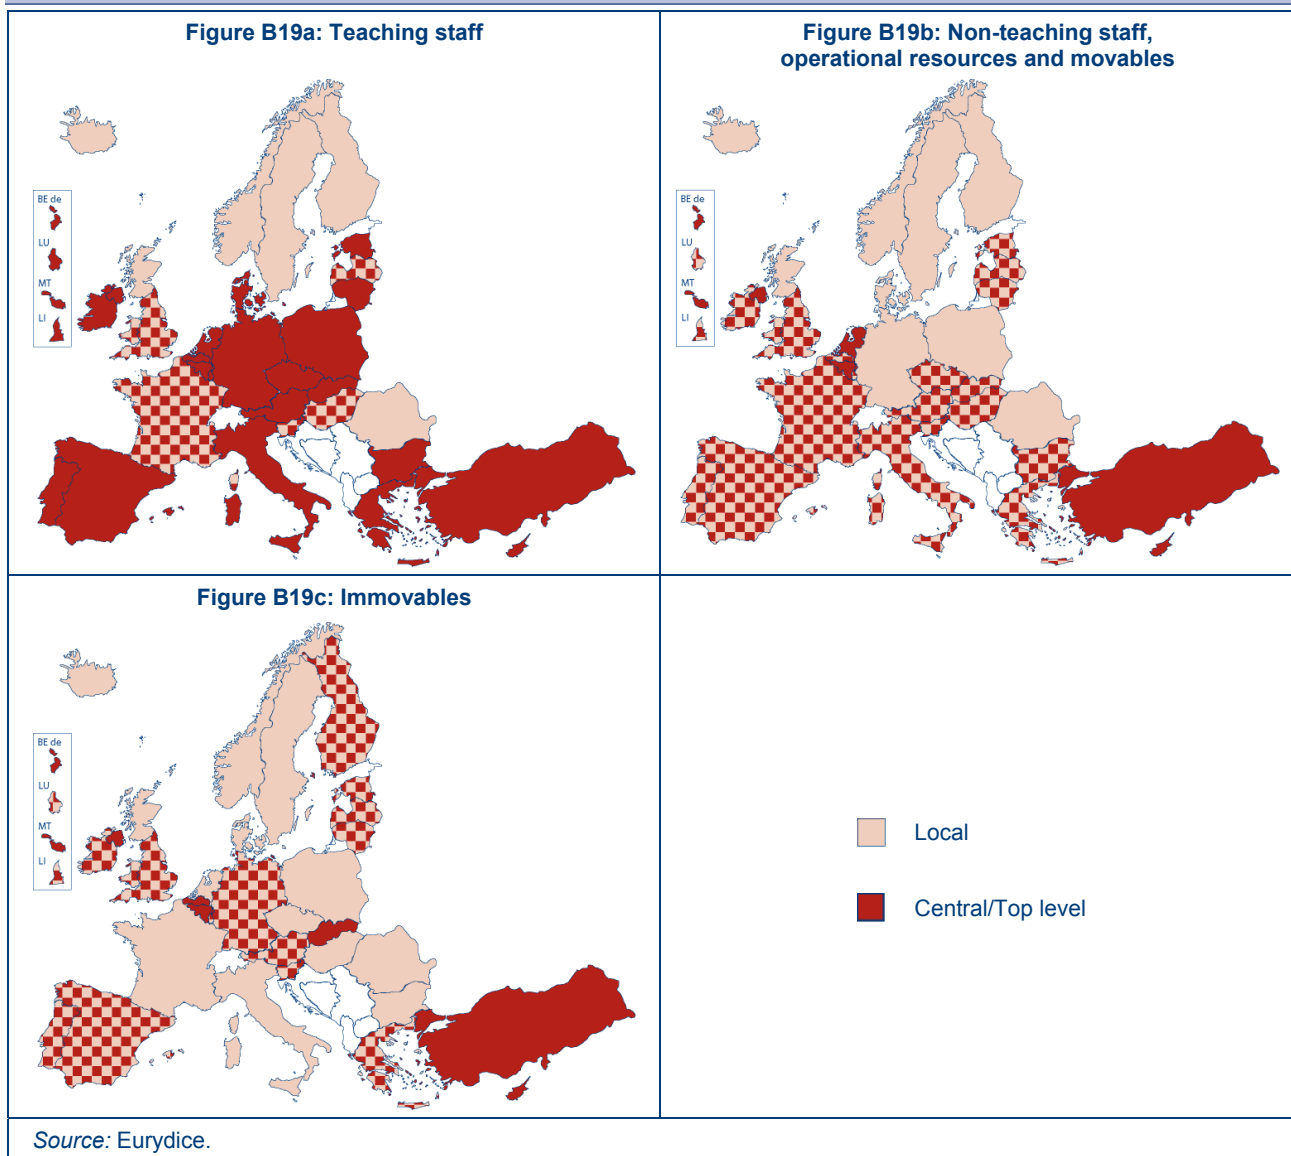 Figure B19a: Teaching staff
BE de
LU
MT
LI
Figure B19b: Non-teaching staff,
operational resources and movables
BE de
LU
MT
LI
Figure B19c: Immovables
BE de
LU
MT
LI
Local
Central/Top level
Source: Eurydice.